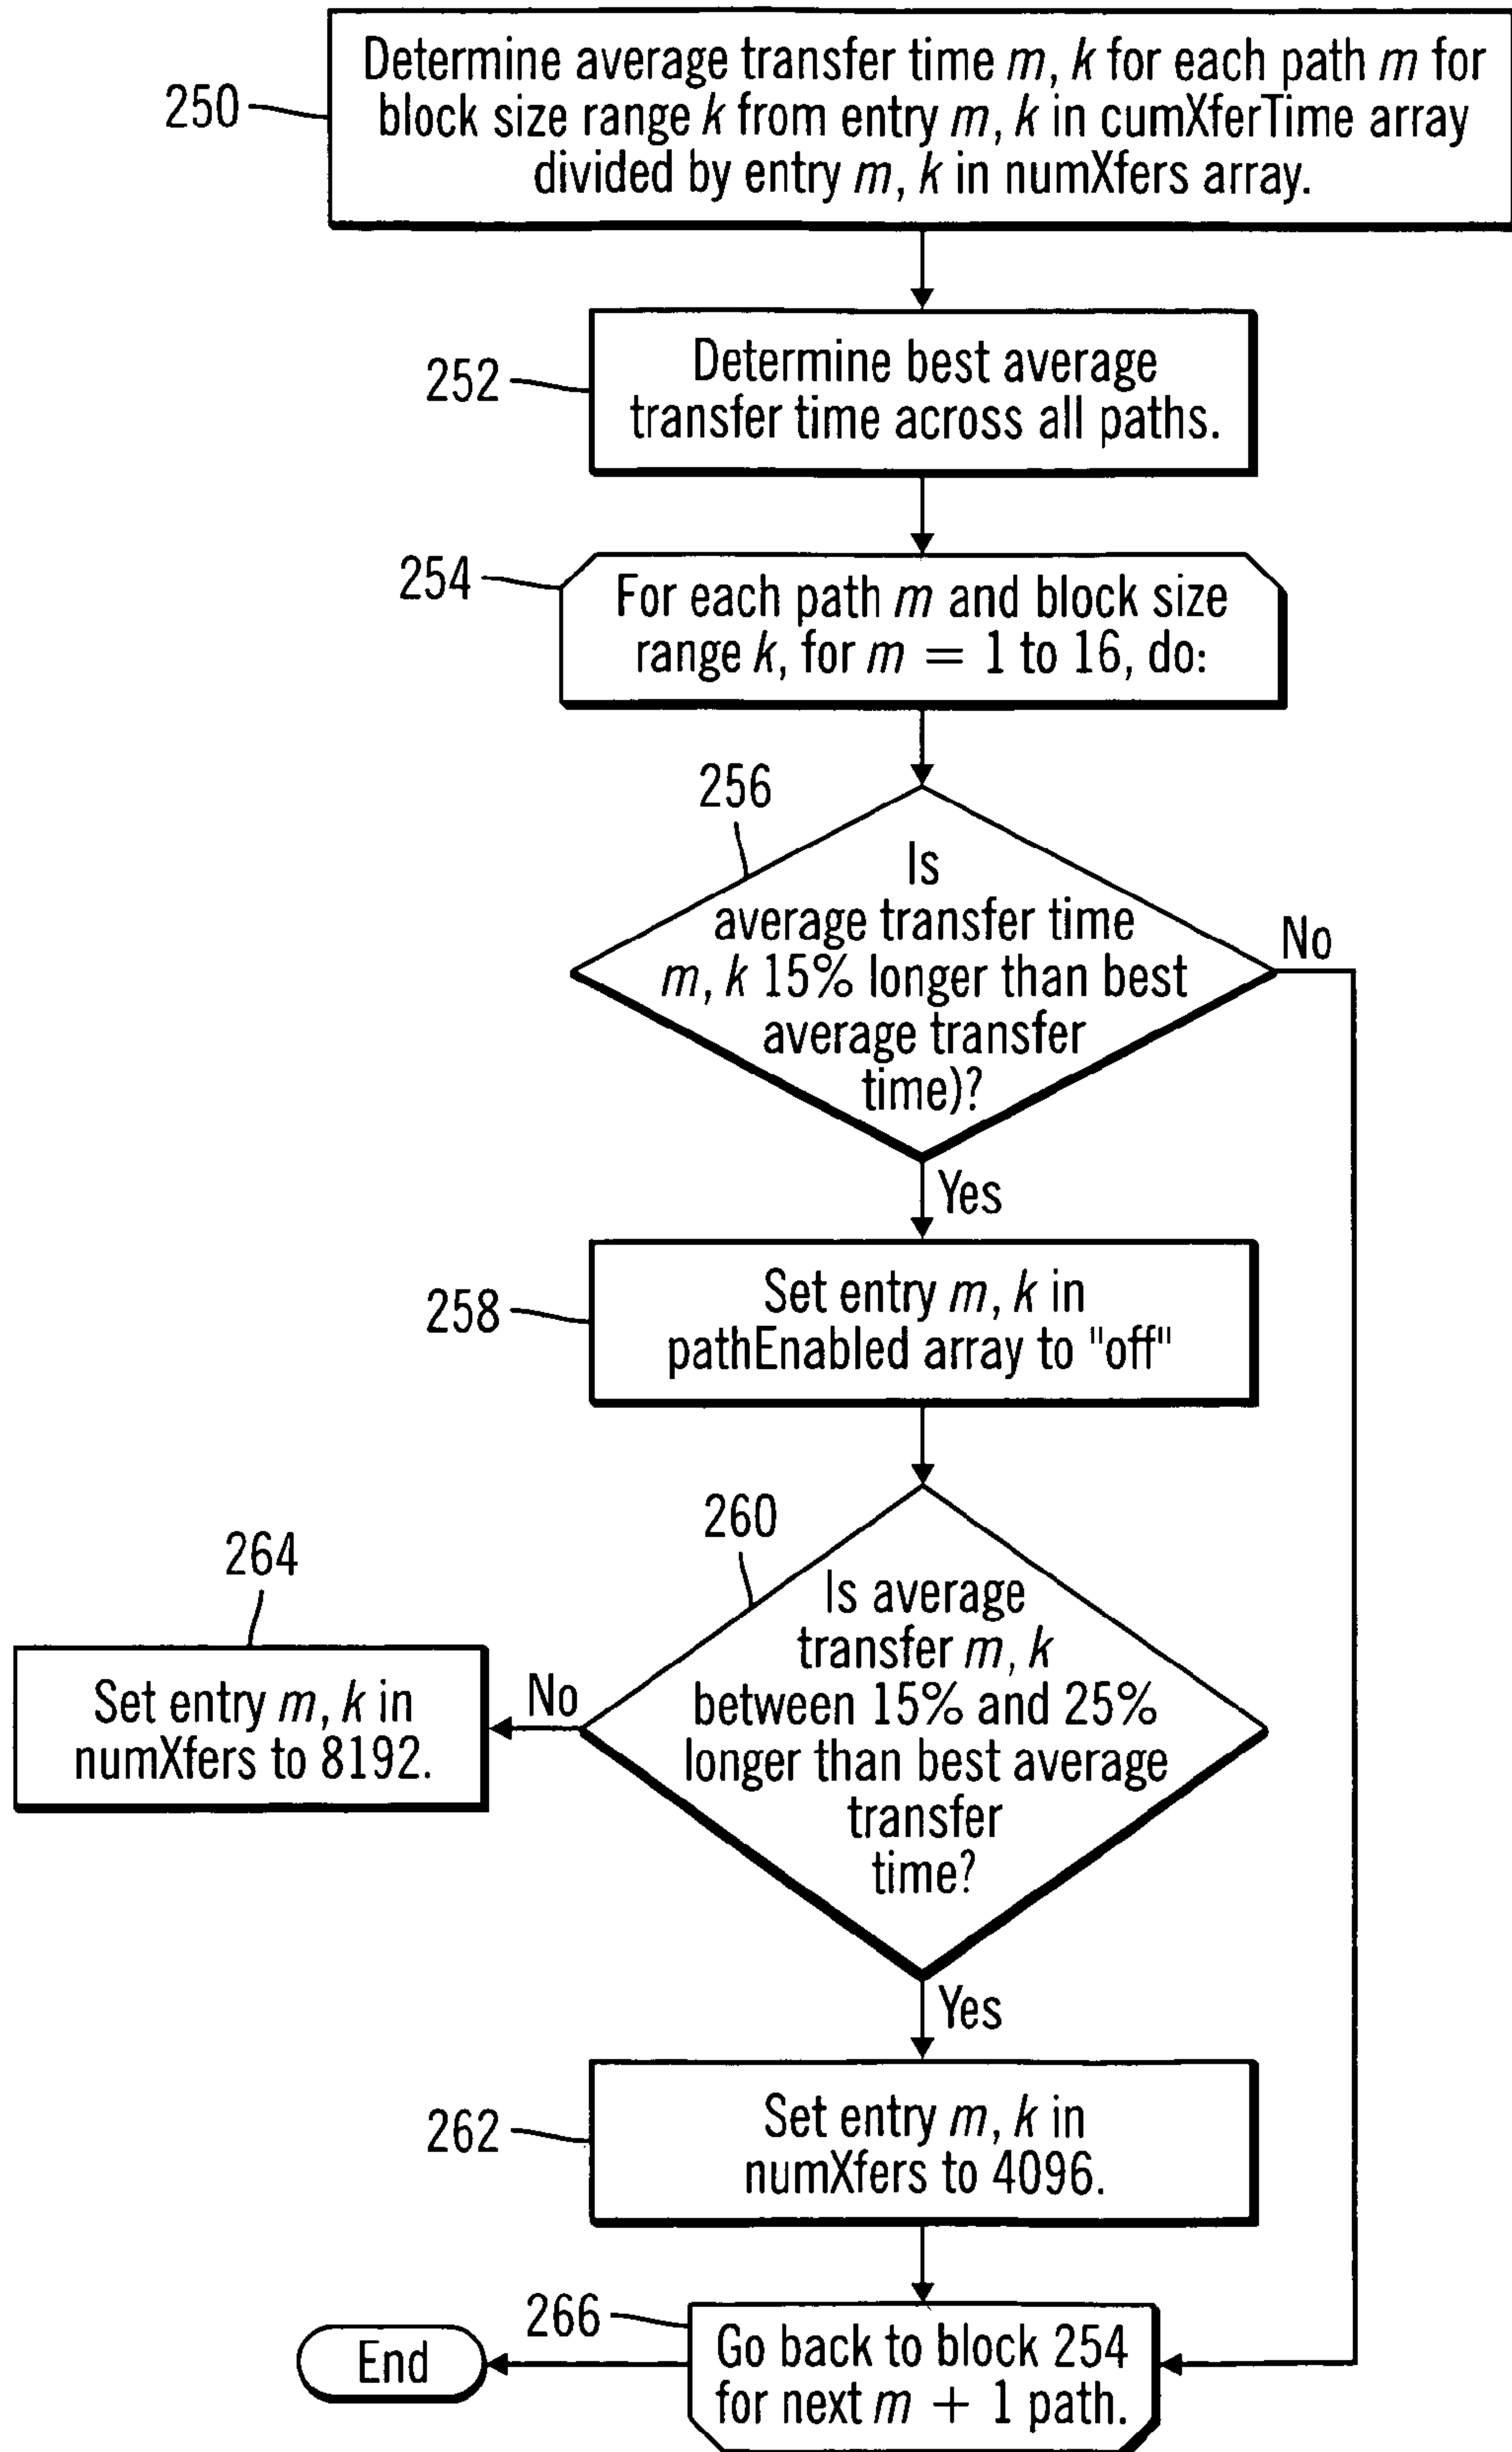 250
Determine average transfer time m, k for each path m for
block size range k from entry m, k in cumXferTime array
divided by entry m, k in numXfers array.
252
Determine best average
transfer time across all paths.
254
For each path m and block size
range k, for m = 1 to 16, do:
256
Is
average transfer time
m, k 15% longer than best
average transfer
time)?
No
Yes
258
Set entry m, k in
pathEnabled array to "off"
260
Is average
transfer m, k
between 15% and 25%
longer than best average
transfer
time?
No
264
Set entry m, k in
numXfers to 8192.
Yes
262
Set entry m, k in
numXfers to 4096.
266
Go back to block 254
for next m + 1 path.
End